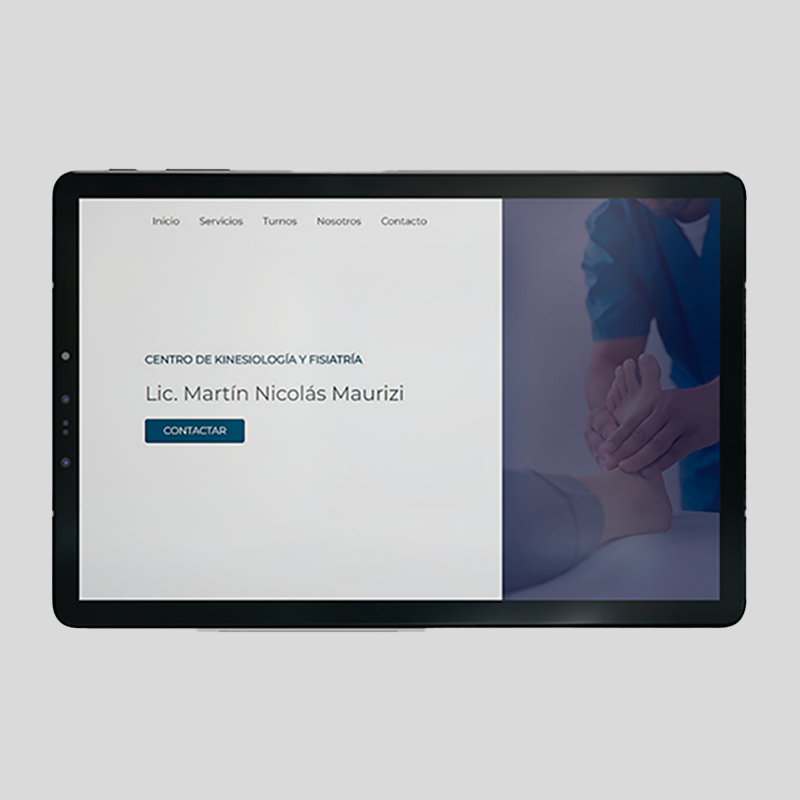 Inicio Servicios Turnos Nosotros Contacto
CENTRO DE KINESIOLOGÍA Y FISIATRÍA
Lic. Martín Nicolás Maurizi
CONTACTAR